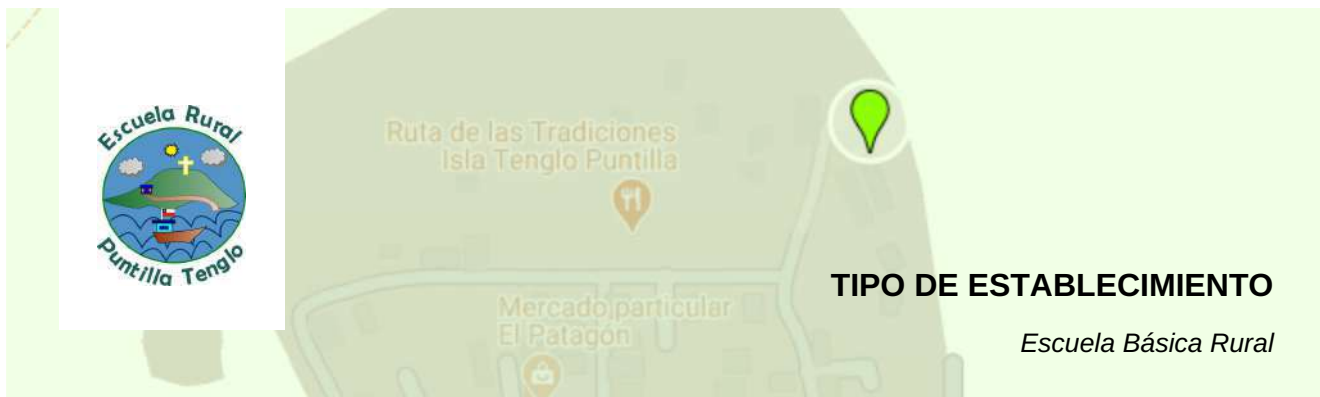 Escuela Rural
Puntilla Tenglo
Ruta de las Tradiciones
Isla Tenglo Puntilla
Mercado particular
El Patagón
TIPO DE ESTABLECIMIENTO
Escuela Básica Rural